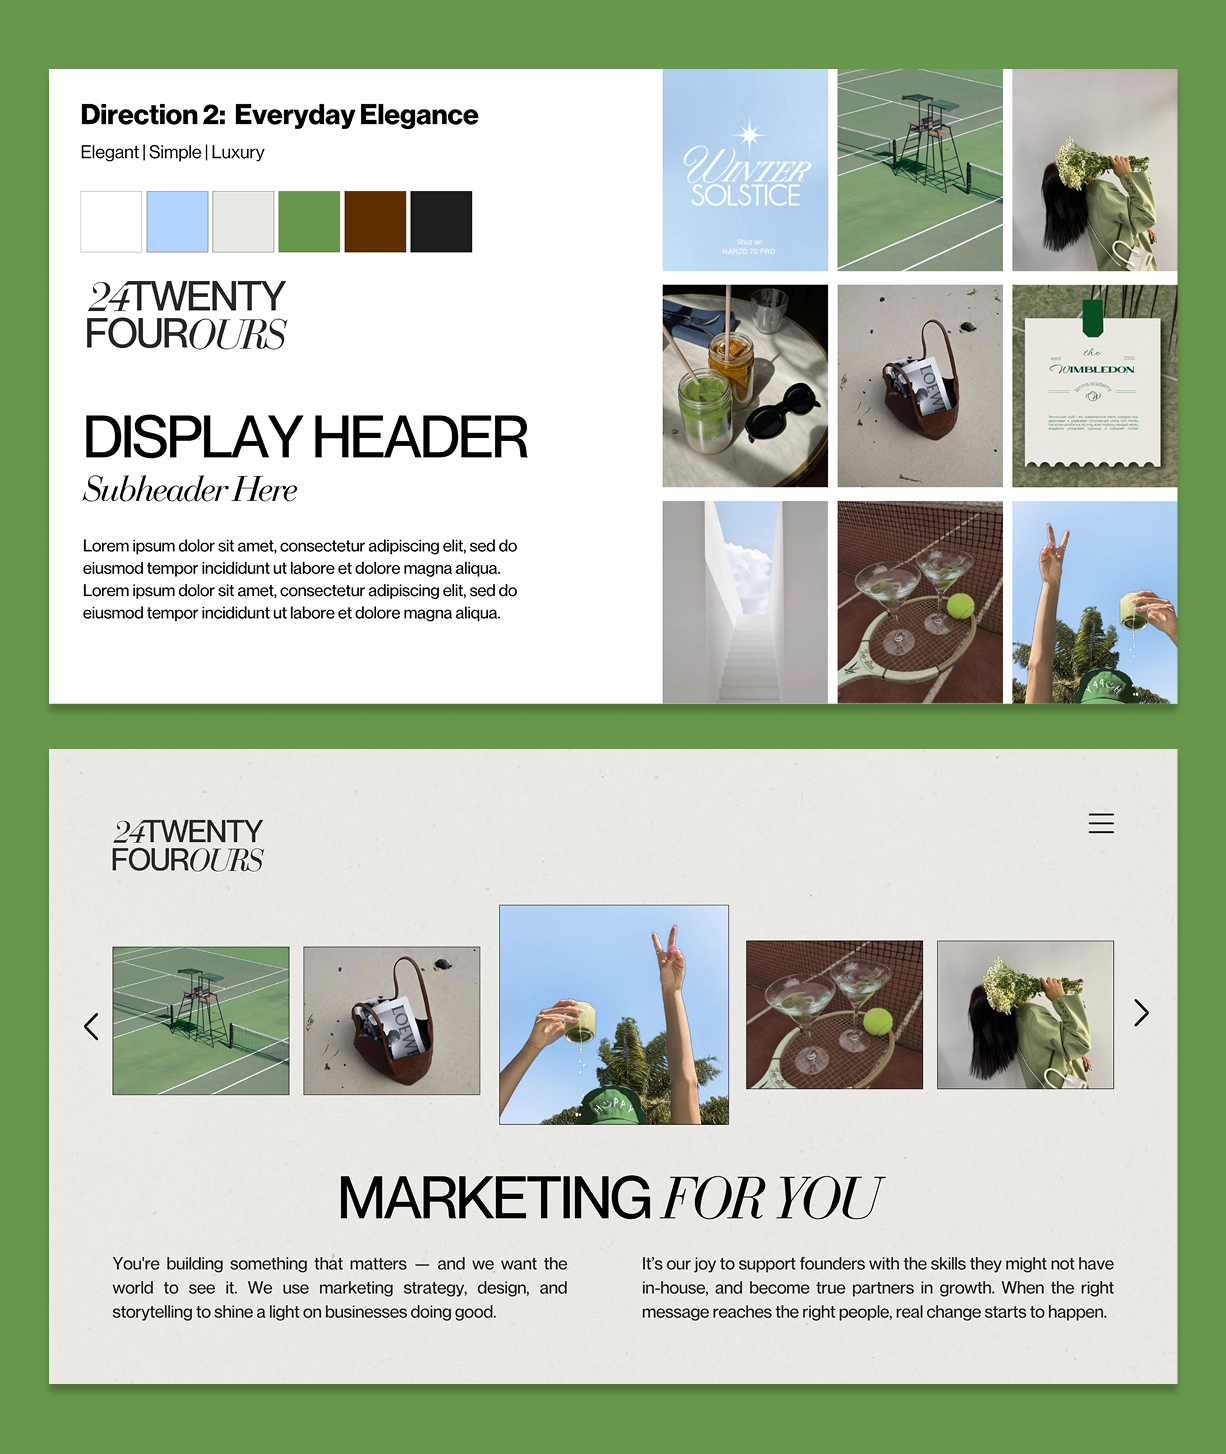 Direction 2: Everyday Elegance
Elegant | Simple | Luxury
24TWENTY
FOUROURS
DISPLAY HEADER
Subheader Here
Lorem ipsum dolor sit amet, consectetur adipiscing elit, sed do
eiusmod tempor incididunt ut labore et dolore magna aliqua.
Lorem ipsum dolor sit amet, consectetur adipiscing elit, sed do
eiusmod tempor incididunt ut labore et dolore magna aliqua.
WINTER
SOLSTICE
Shot on
NARZO 70 PRO
LOEWE
the
2005
WIMBLEDON
tennis academy
W
HAPPY
24TWENTY
FOUROURS
LOEWE
HAPPY
MARKETING FOR YOU
You're building something that matters — and we want the
world to see it. We use marketing strategy, design, and
storytelling to shine a light on businesses doing good.
It's our joy to support founders with the skills they might not have
in-house, and become true partners in growth. When the right
message reaches the right people, real change starts to happen.